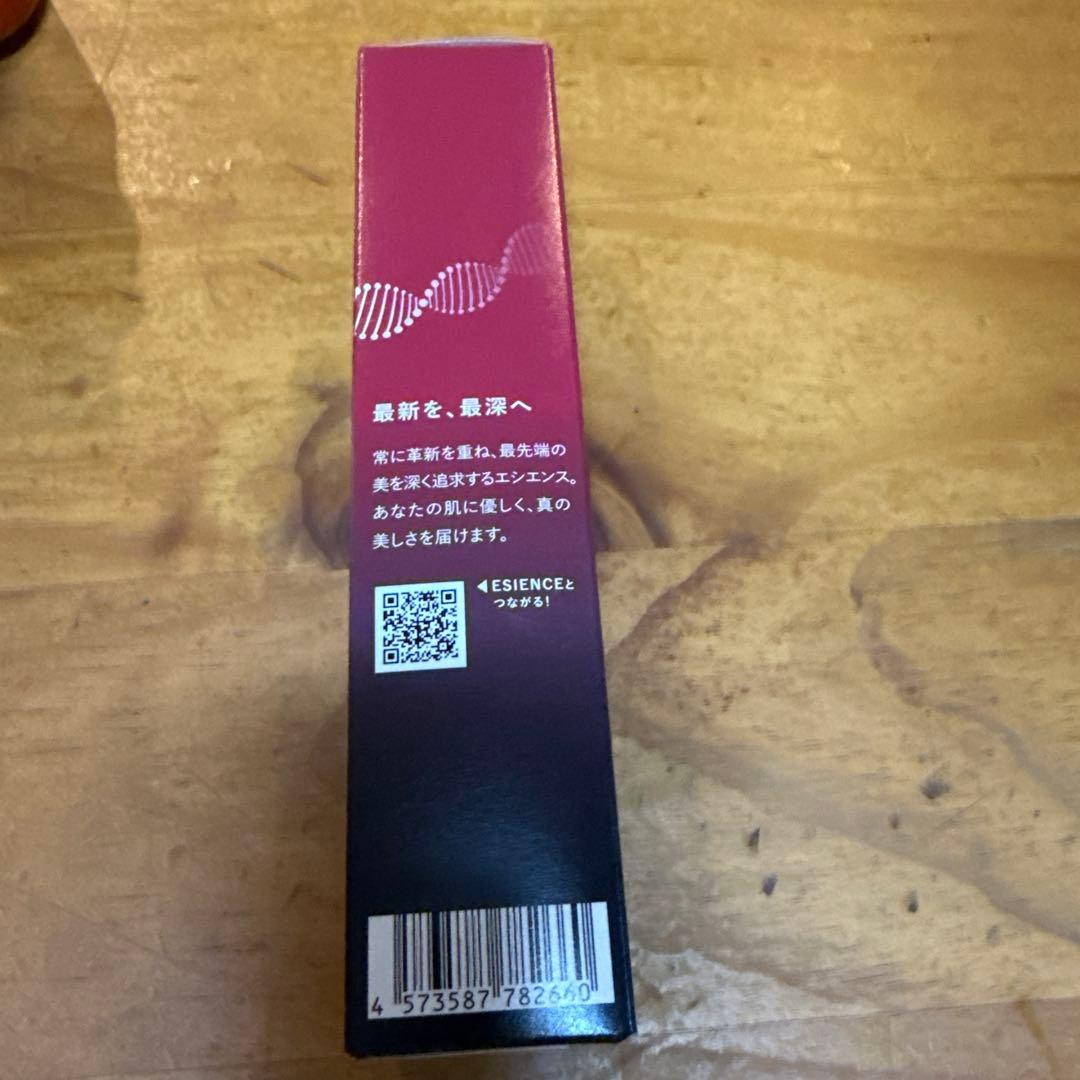 最新を、最深へ
常に革新を重ね、最先端の
美を深く追求するエシエンス。
あなたの肌に優しく、真の
美しさを届けます。
◀ESIENCEと
つながる!
4 573587 782660